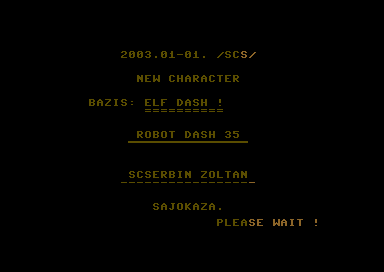 2003.01-01. /SCS/
NEW CHARACTER
BAZIS: ELF DASH !
ROBOT DASH 35
SCSERBIN ZOLTAN
SAJOKAZA.
PLEASE WAIT !